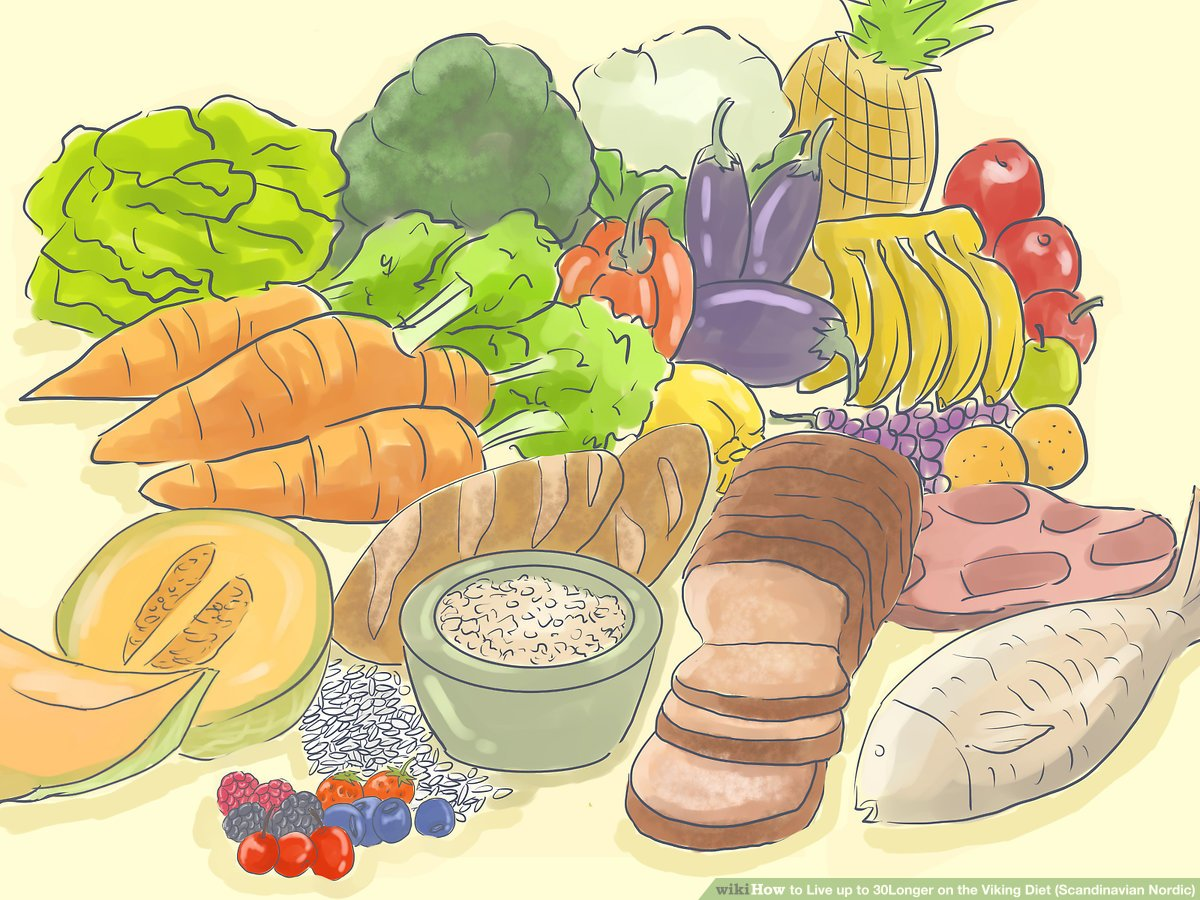 wikiHow to Live up to 30Longer on the Viking Diet (Scandinavian Nordic)